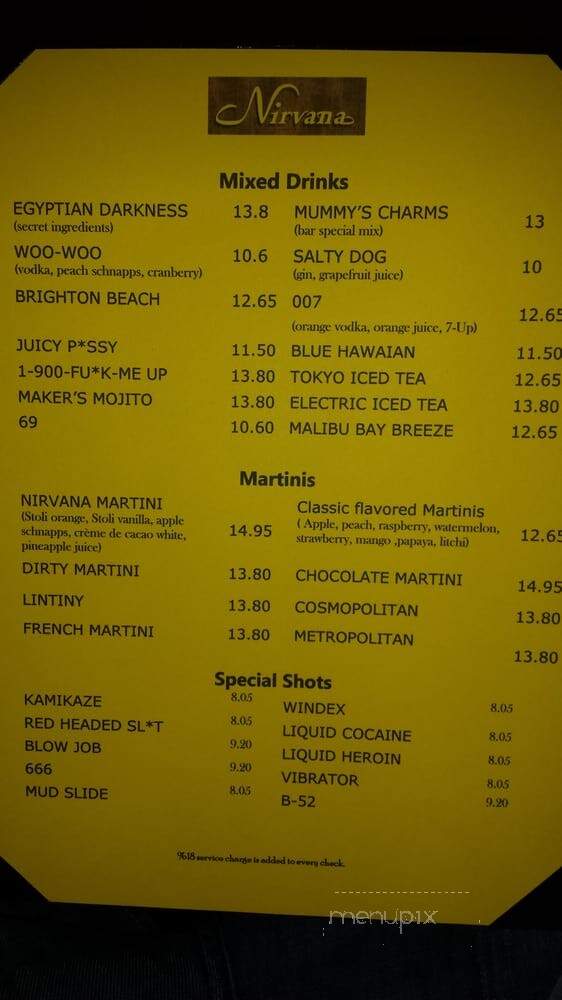 Nirvana
Mixed Drinks
EGYPTIAN DARKNESS 13.8
(secret ingredients)
WOO-WOO 10.6
(vodka, peach schnapps, cranberry)
BRIGHTON BEACH 12.65
JUICY P*SSY 11.50
1-900-FU*K-ME UP 13.80
MAKER'S MOJITO 13.80
69 10.60
MUMMY'S CHARMS 13
(bar special mix)
SALTY DOG 10
(gin, grapefruit juice)
007 12.65
(orange vodka, orange juice, 7-Up)
BLUE HAWAIAN 11.50
TOKYO ICED TEA 12.65
ELECTRIC ICED TEA 13.80
MALIBU BAY BREEZE 12.65
Martinis
NIRVANA MARTINI
(Stoli orange, Stoli vanilla, apple
schnapps, crème de cacao white, 14.95
pineapple juice)
DIRTY MARTINI 13.80
LINTINY 13.80
FRENCH MARTINI 13.80
Classic flavored Martinis
( Apple, peach, raspberry, watermelon,
strawberry, mango ,papaya, litchi) 12.65
CHOCOLATE MARTINI 14.95
COSMOPOLITAN 13.80
METROPOLITAN 13.80
Special Shots
KAMIKAZE 8.05
RED HEADED SL*T 8.05
BLOW JOB 9.20
666 9.20
MUD SLIDE 8.05
WINDEX 8.05
LIQUID COCAINE 8.05
LIQUID HEROIN 8.05
VIBRATOR 8.05
B-52 9.20
%18 service charge is added to every check.
menupix